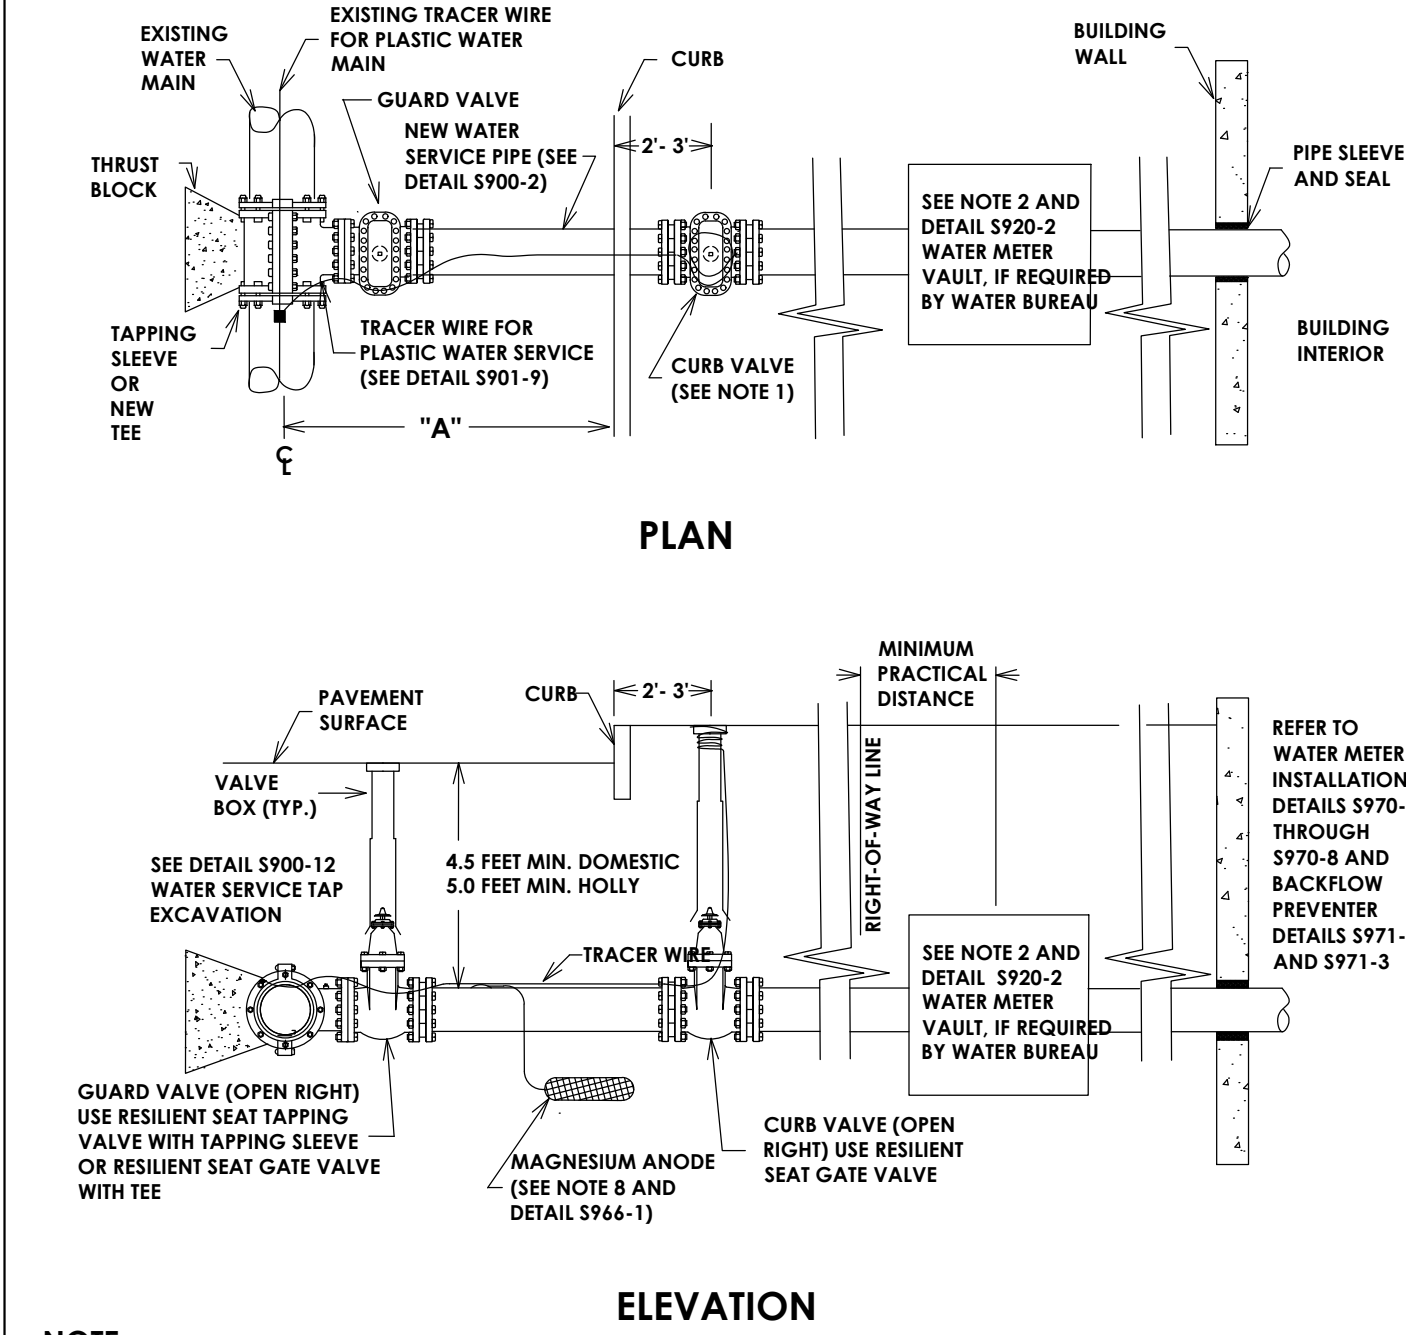 EXISTING
WATER
MAIN
EXISTING TRACER WIRE
FOR PLASTIC WATER
MAIN
GUARD VALVE
NEW WATER
SERVICE PIPE (SEE
DETAIL S900-2)
CURB
2'- 3'
BUILDING
WALL
PIPE SLEEVE
AND SEAL
THRUST
BLOCK
SEE NOTE 2 AND
DETAIL S920-2
WATER METER
VAULT, IF REQUIRED
BY WATER BUREAU
TAPPING
SLEEVE
OR
NEW
TEE
TRACER WIRE FOR
PLASTIC WATER SERVICE
(SEE DETAIL S901-9)
CURB VALVE
(SEE NOTE 1)
BUILDING
INTERIOR
"A"
CL
PLAN
MINIMUM
PRACTICAL
DISTANCE
PAVEMENT
SURFACE
CURB
2'- 3'
VALVE
BOX (TYP.)
RIGHT-OF-WAY LINE
REFER TO
WATER METER
INSTALLATION
DETAILS S970-
THROUGH
S970-8 AND
BACKFLOW
PREVENTER
DETAILS S971-
AND S971-3
SEE DETAIL S900-12
WATER SERVICE TAP
EXCAVATION
4.5 FEET MIN. DOMESTIC
5.0 FEET MIN. HOLLY
TRACER WIRE
SEE NOTE 2 AND
DETAIL S920-2
WATER METER
VAULT, IF REQUIRED
BY WATER BUREAU
GUARD VALVE (OPEN RIGHT)
USE RESILIENT SEAT TAPPING
VALVE WITH TAPPING SLEEVE
OR RESILIENT SEAT GATE VALVE
WITH TEE
MAGNESIUM ANODE
(SEE NOTE 8 AND
DETAIL S966-1)
CURB VALVE (OPEN
RIGHT) USE RESILIENT
SEAT GATE VALVE
ELEVATION